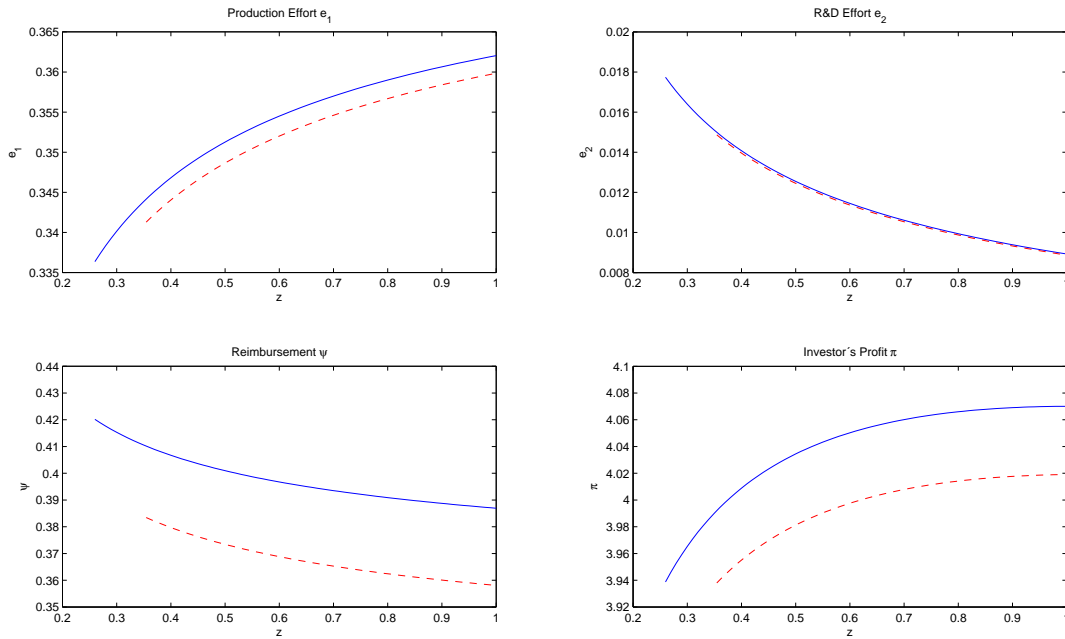 Production Effort e1
0.365
0.36
0.355
0.35
0.345
0.34
0.335
e1
0.2 0.3 0.4 0.5 0.6 0.7 0.8 0.9 1
z
R&D Effort e2
0.02
0.018
0.016
0.014
0.012
0.01
0.008
e2
0.2 0.3 0.4 0.5 0.6 0.7 0.8 0.9 1
z
Reimbursement ψ
0.44
0.43
0.42
0.41
0.4
0.39
0.38
0.37
0.36
0.35
ψ
0.2 0.3 0.4 0.5 0.6 0.7 0.8 0.9 1
z
Investor´s Profit π
4.1
4.08
4.06
4.04
4.02
4
3.98
3.96
3.94
3.92
π
0.2 0.3 0.4 0.5 0.6 0.7 0.8 0.9 1
z